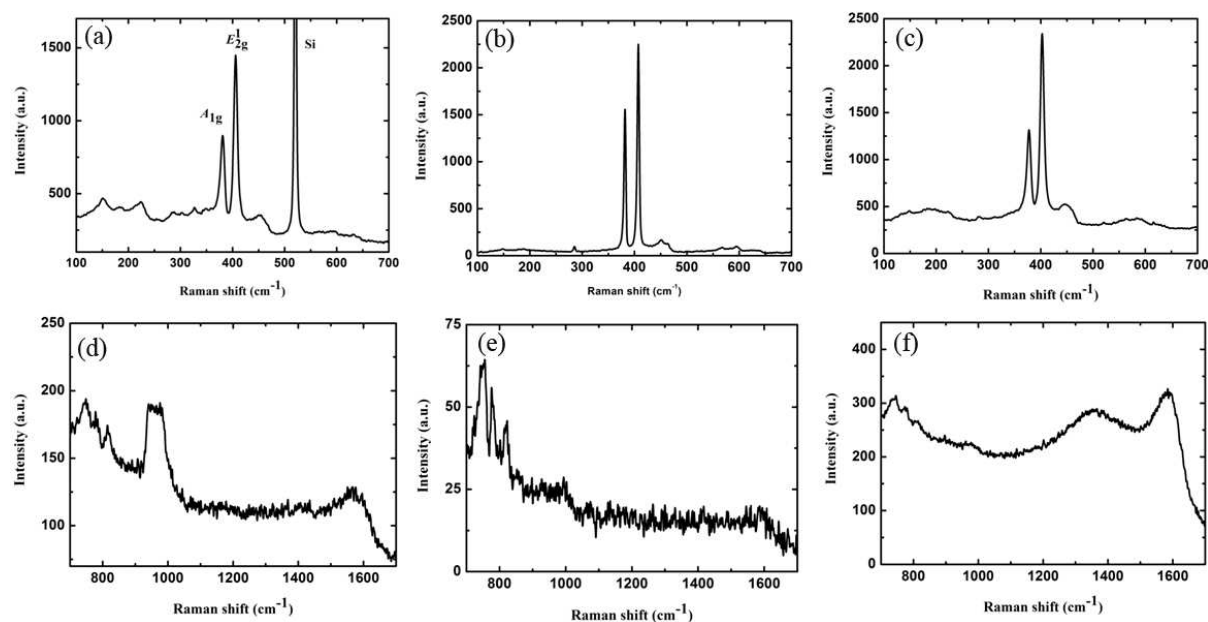 (a)
A1g
E¹2g
Si
1500
1000
500
100 200 300 400 500 600 700
Intensity (a.u.)
Raman shift (cm⁻¹)
(b)
2500
2000
1500
1000
500
0
100 200 300 400 500 600 700
Intensity (a.u.)
Raman shift (cm⁻¹)
(c)
2500
2000
1500
1000
500
0
100 200 300 400 500 600 700
Intensity (a.u.)
Raman shift (cm⁻¹)
(d)
250
200
150
100
800 1000 1200 1400 1600
Intensity (a.u.)
Raman shift (cm⁻¹)
(e)
75
50
25
0
800 1000 1200 1400 1600
Intensity (a.u.)
Raman shift (cm⁻¹)
(f)
400
300
200
100
0
800 1000 1200 1400 1600
Intensity (a.u.)
Raman shift (cm⁻¹)